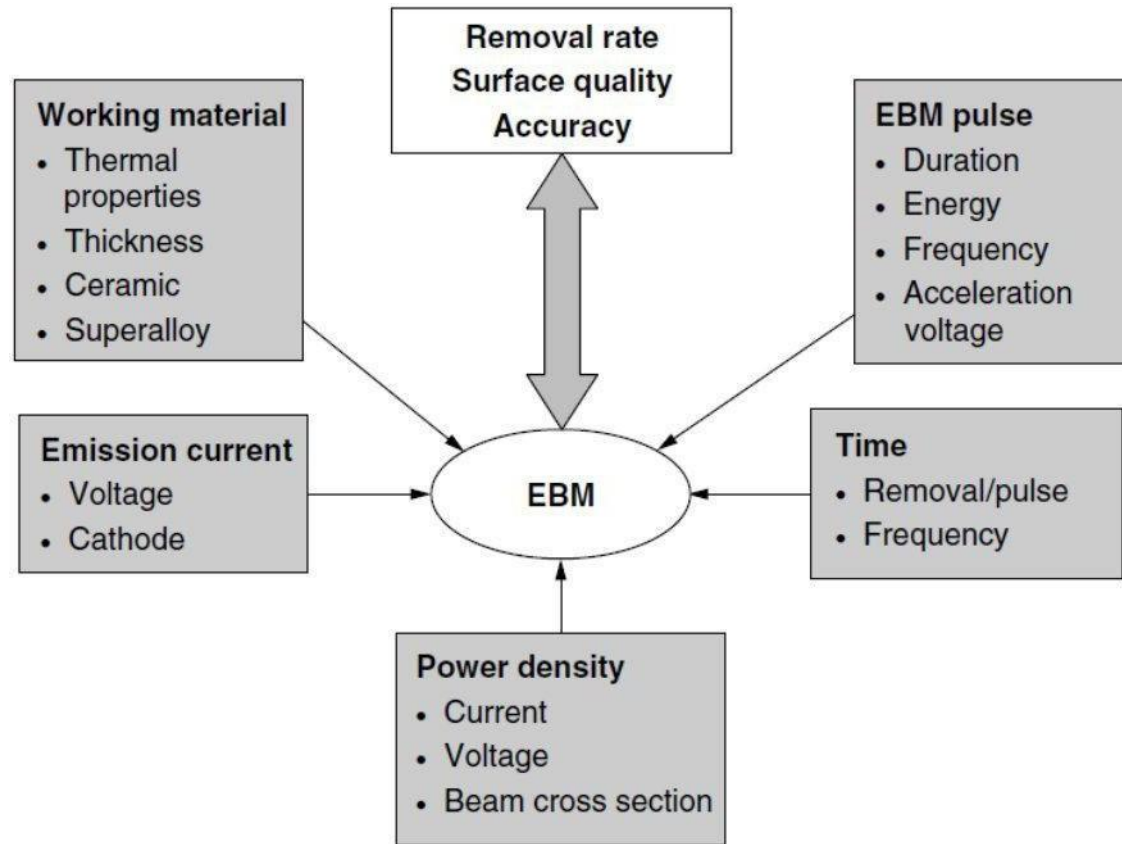 Removal rate
Surface quality
Accuracy
Working material
• Thermal
properties
• Thickness
• Ceramic
• Superalloy
EBM pulse
• Duration
• Energy
• Frequency
• Acceleration
voltage
Emission current
• Voltage
• Cathode
EBM
Time
• Removal/pulse
• Frequency
Power density
• Current
• Voltage
• Beam cross section